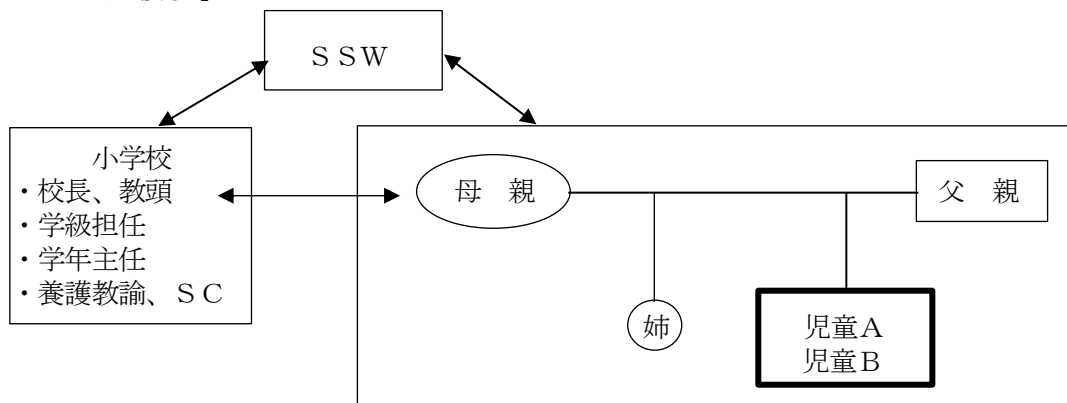 ＳＳＷ
小学校
・校長、教頭
・学級担任
・学年主任
・養護教諭、ＳＣ
母　親
父　親
姉
児童Ａ
児童Ｂ